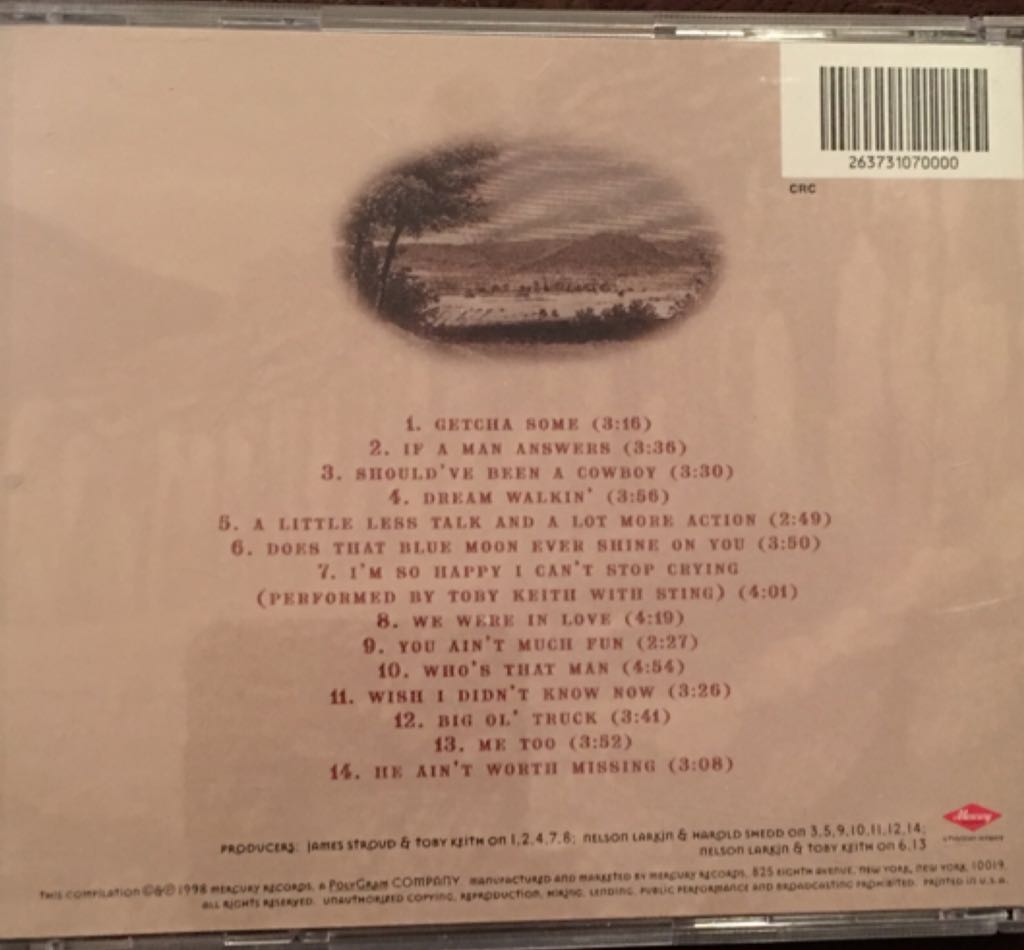 263731070000
CRC
1. GETCHA SOME (3:16)
2. IF A MAN ANSWERS (3:36)
3. SHOULD'VE BEEN A COWBOY (3:30)
4. DREAM WALKIN' (3:56)
5. A LITTLE LESS TALK AND A LOT MORE ACTION (2:49)
6. DOES THAT BLUE MOON EVER SHINE ON YOU (3:50)
7. I'M SO HAPPY I CAN'T STOP CRYING
(PERFORMED BY TOBY KEITH WITH STING) (4:01)
8. WE WERE IN LOVE (4:19)
9. YOU AIN'T MUCH FUN (2:27)
10. WHO'S THAT MAN (4:54)
11. WISH I DIDN'T KNOW NOW (3:26)
12. BIG OL' TRUCK (3:41)
13. ME TOO (3:52)
14. HE AIN'T WORTH MISSING (3:08)
Mercury
PRODUCERS: JAMES STROUD & TOBY KEITH ON 1,2,4,7,8; NELSON LARKIN & HAROLD SHEDD ON 3,5,9,10,11,12,14;
NELSON LARKIN & TOBY KEITH ON 6,13
THIS COMPILATION ©&℗ 1998 MERCURY RECORDS, A POLYGRAM COMPANY. MANUFACTURED AND MARKETED BY MERCURY RECORDS, 825 EIGHTH AVENUE, NEW YORK, NEW YORK, 10019.
ALL RIGHTS RESERVED. UNAUTHORIZED COPYING, REPRODUCTION, HIRING, LENDING, PUBLIC PERFORMANCE AND BROADCASTING PROHIBITED. PRINTED IN U.S.A.